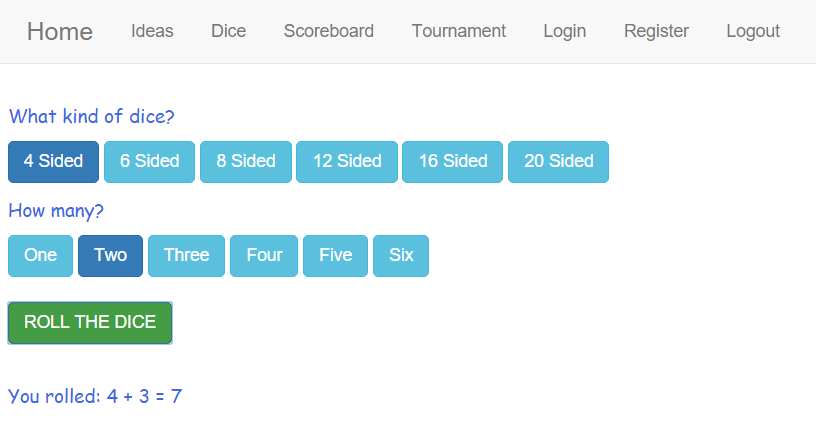 Home Ideas Dice Scoreboard Tournament Login Register Logout
What kind of dice?
4 Sided 6 Sided 8 Sided 12 Sided 16 Sided 20 Sided
How many?
One Two Three Four Five Six
ROLL THE DICE
You rolled: 4 + 3 = 7